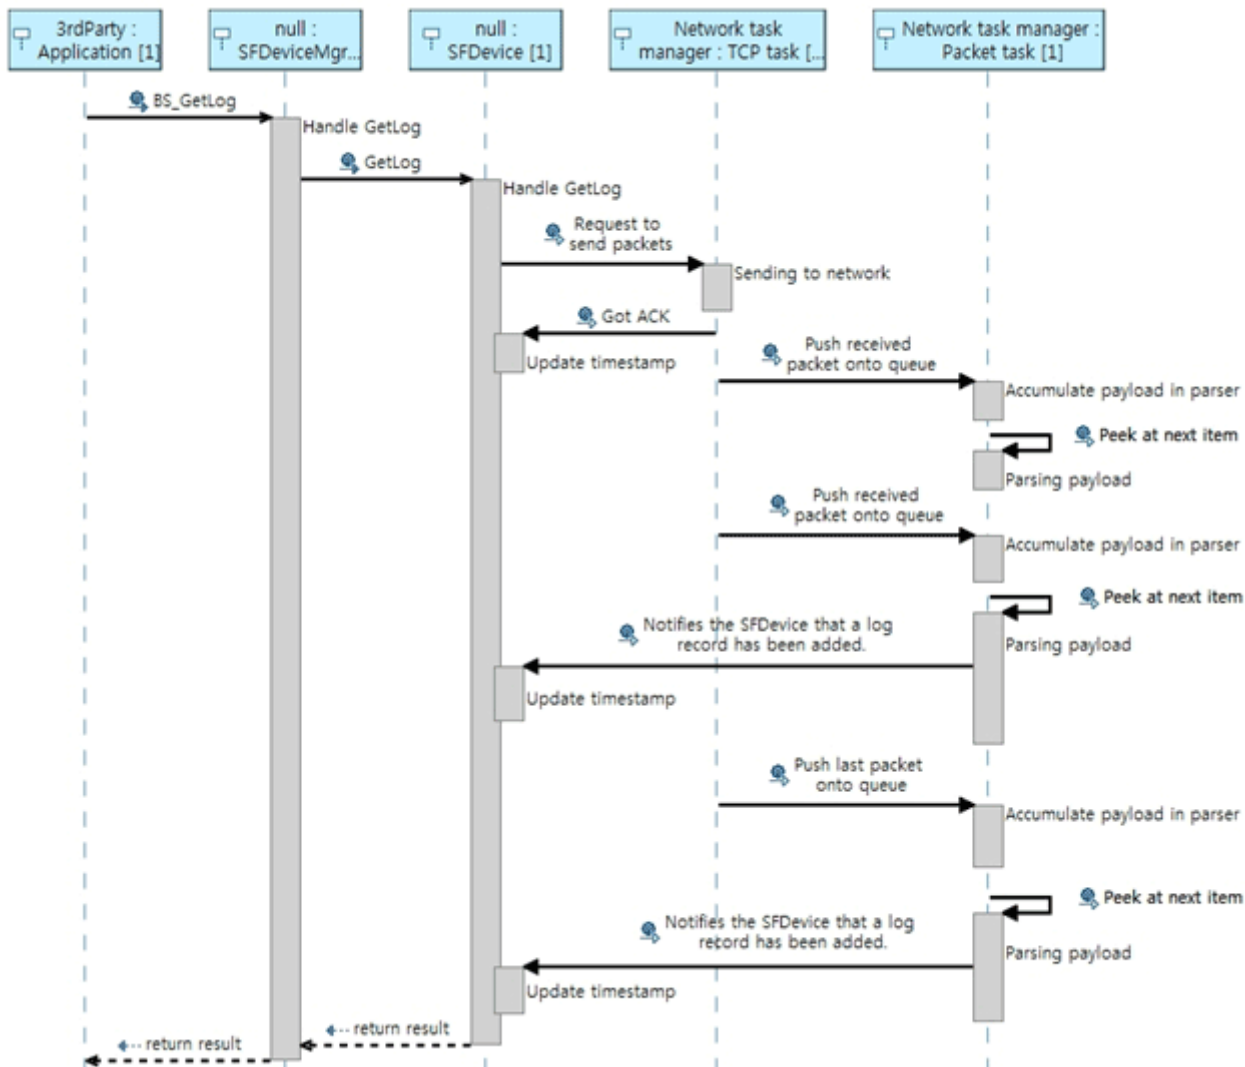 3rdParty :
Application [1]
null :
SFDeviceMgr...
null :
SFDevice [1]
Network task
manager : TCP task [...
Network task manager :
Packet task [1]
BS_GetLog
Handle GetLog
GetLog
Handle GetLog
Request to
send packets
Sending to network
Got ACK
Update timestamp
Push received
packet onto queue
Accumulate payload in parser
Peek at next item
Parsing payload
Push received
packet onto queue
Accumulate payload in parser
Peek at next item
Notifies the SFDevice that a log
record has been added.
Parsing payload
Update timestamp
Push last packet
onto queue
Accumulate payload in parser
Peek at next item
Notifies the SFDevice that a log
record has been added.
Parsing payload
Update timestamp
return result
return result